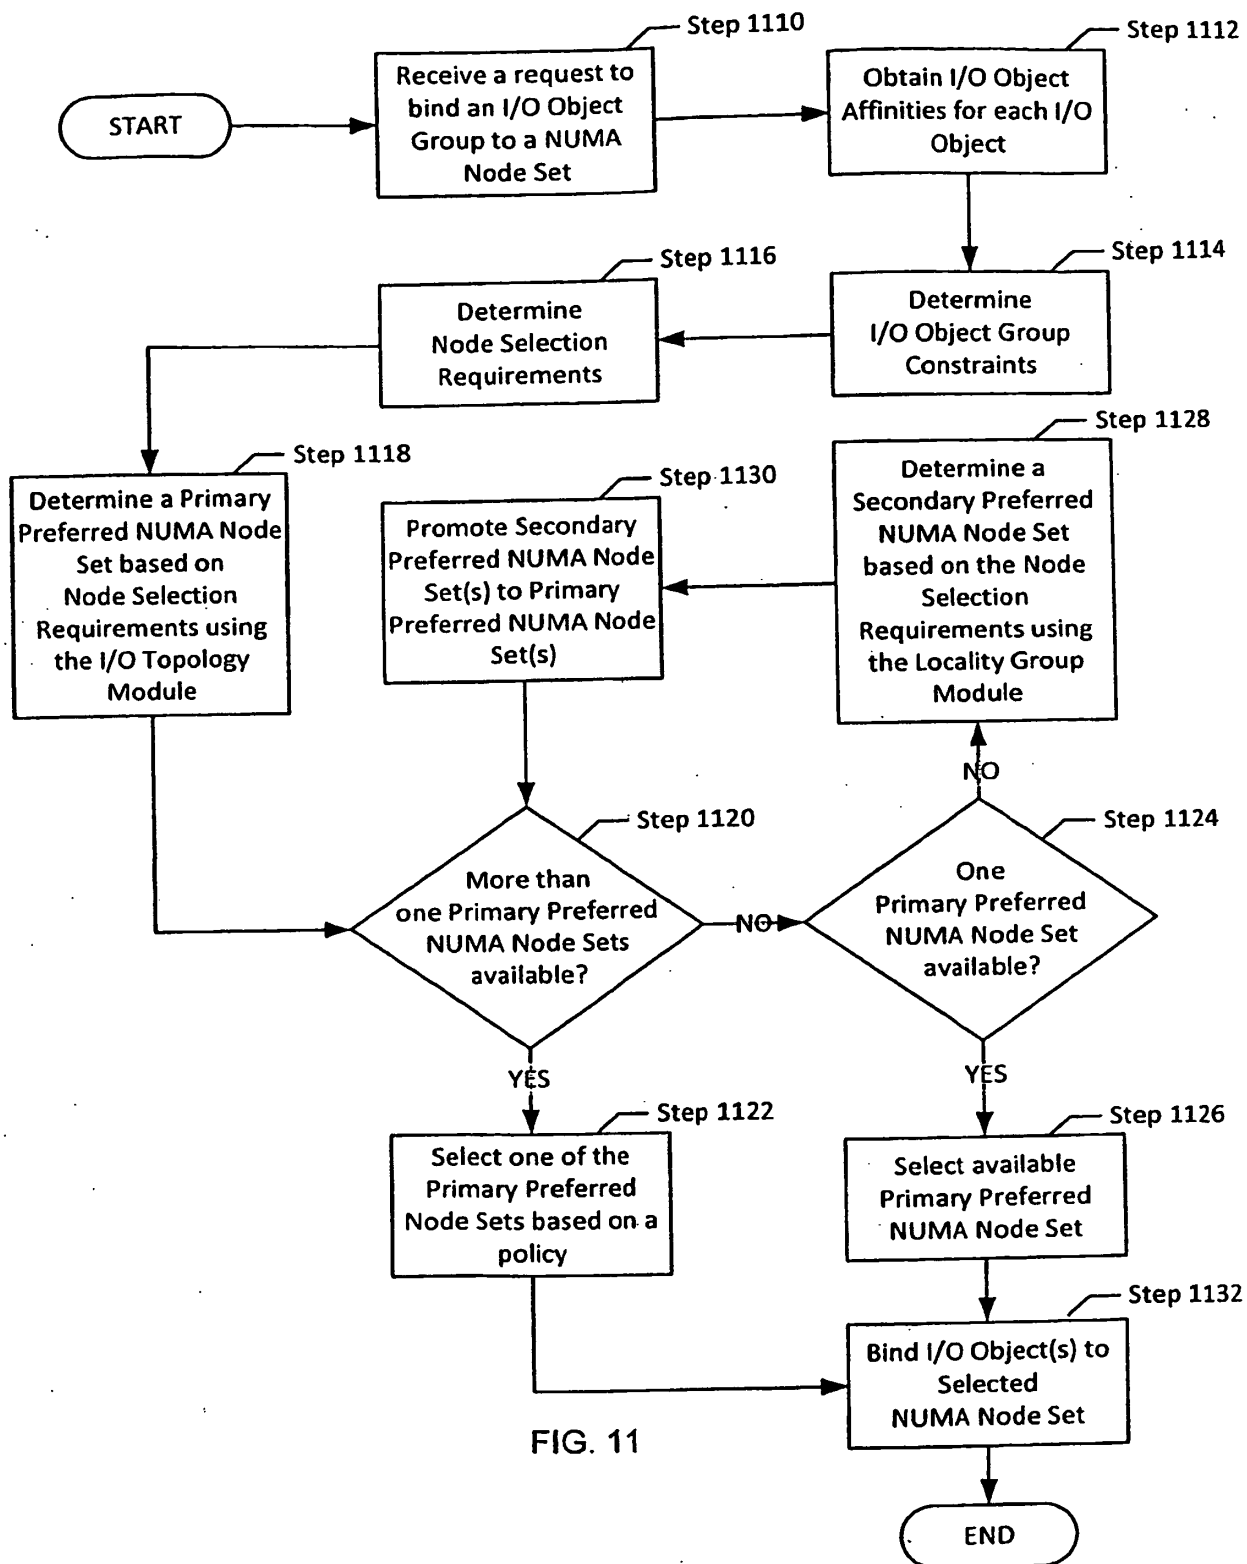 START
Step 1110
Receive a request to
bind an I/O Object
Group to a NUMA
Node Set
Step 1112
Obtain I/O Object
Affinities for each I/O
Object
Step 1114
Determine
I/O Object Group
Constraints
Step 1116
Determine
Node Selection
Requirements
Step 1118
Determine a Primary
Preferred NUMA Node
Set based on
Node Selection
Requirements using
the I/O Topology
Module
Step 1130
Promote Secondary
Preferred NUMA Node
Set(s) to Primary
Preferred NUMA Node
Set(s)
Step 1128
Determine a
Secondary Preferred
NUMA Node Set
based on the Node
Selection
Requirements using
the Locality Group
Module
NO
Step 1120
More than
one Primary Preferred
NUMA Node Sets
available?
NO
Step 1124
One
Primary Preferred
NUMA Node Set
available?
YES
YES
Step 1122
Select one of the
Primary Preferred
Node Sets based on a
policy
Step 1126
Select available
Primary Preferred
NUMA Node Set
Step 1132
Bind I/O Object(s) to
Selected
NUMA Node Set
FIG. 11
END